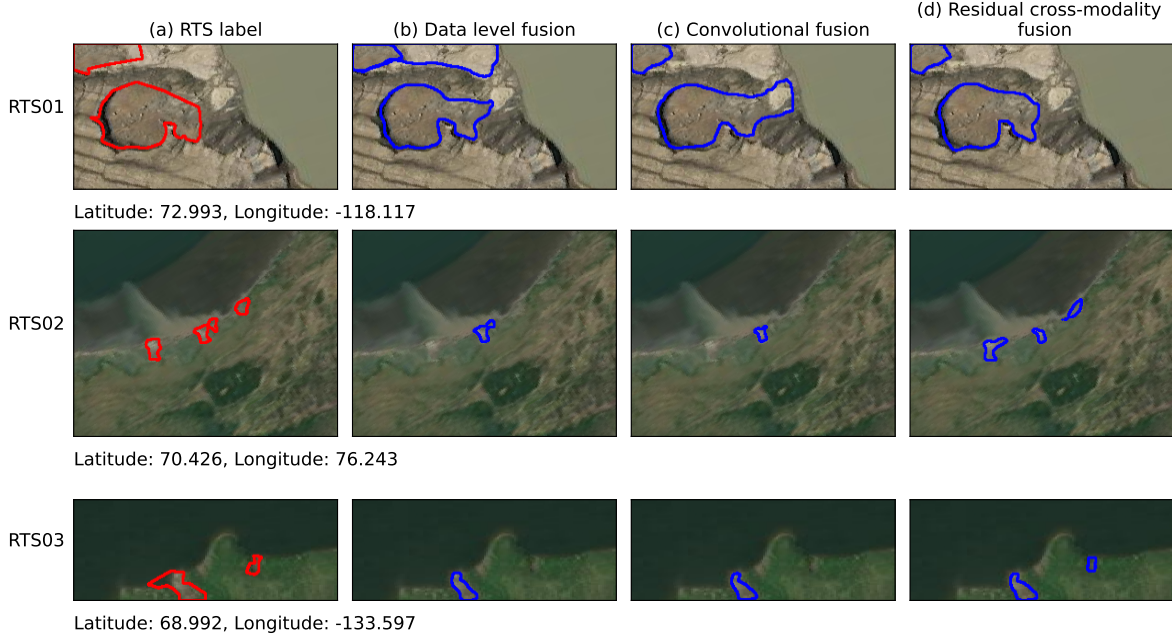 (a) RTS label
(b) Data level fusion
(c) Convolutional fusion
(d) Residual cross-modality
fusion
RTS01
Latitude: 72.993, Longitude: -118.117
RTS02
Latitude: 70.426, Longitude: 76.243
RTS03
Latitude: 68.992, Longitude: -133.597